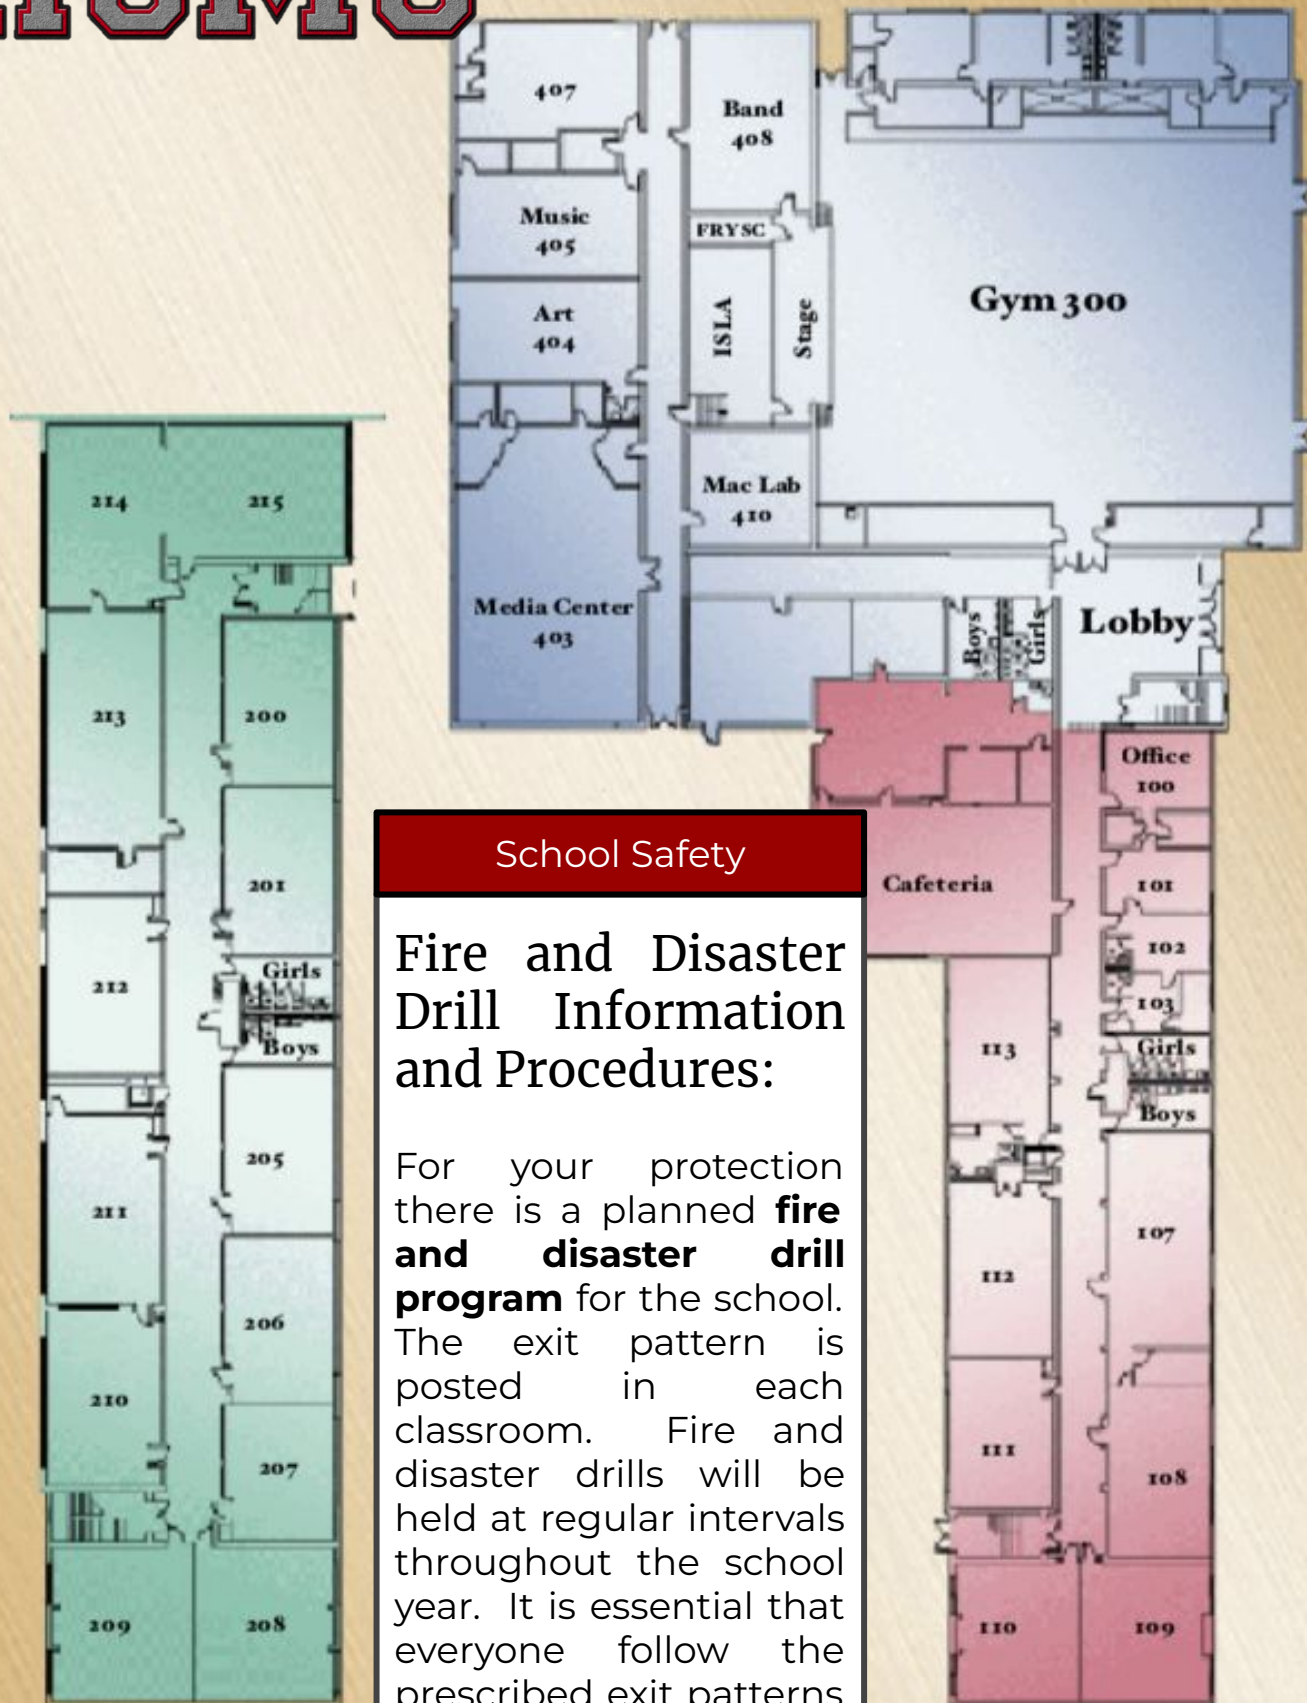 407
Band
408
Music
405
FRYSC
Art
404
ISLA
Stage
Gym 300
Mac Lab
410
Media Center
403
Boys
Girls
Lobby
214
215
213
200
201
212
Girls
Boys
205
211
206
210
207
209
208
Office
100
Cafeteria
101
102
103
113
Girls
Boys
107
112
111
108
110
109
School Safety
Fire and Disaster
Drill Information
and Procedures:
For your protection
there is a planned fire
and disaster drill
program for the school.
The exit pattern is
posted in each
classroom. Fire and
disaster drills will be
held at regular intervals
throughout the school
year. It is essential that
everyone follow the
prescribed exit patterns